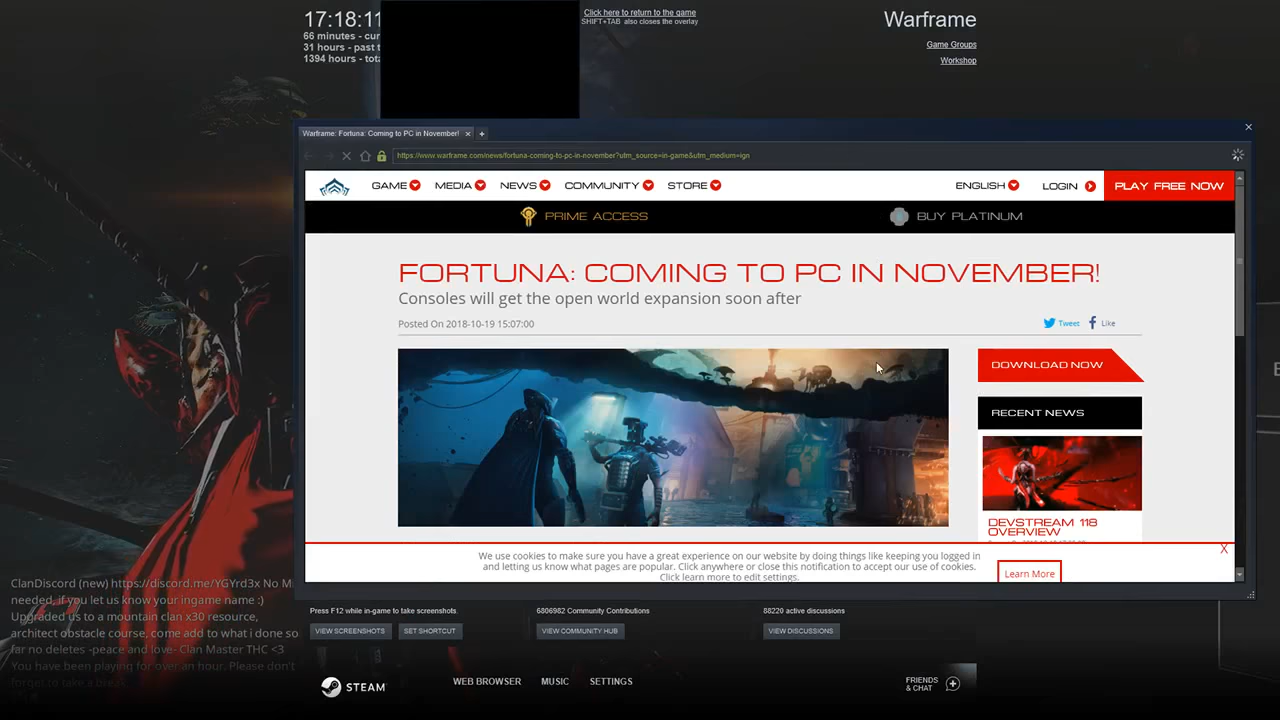 17:18:11
66 minutes - cur
31 hours - past t
1394 hours - tot
Click here to return to the game
SHIFT+TAB also closes the overlay
Warframe
Game Groups
Workshop
Warframe: Fortuna: Coming to PC in November!
https://www.warframe.com/news/fortuna-coming-to-pc-in-november?utm_source=in-game&utm_medium=ign
GAME MEDIA NEWS COMMUNITY STORE ENGLISH LOGIN PLAY FREE NOW
PRIME ACCESS BUY PLATINUM
FORTUNA: COMING TO PC IN NOVEMBER!
Consoles will get the open world expansion soon after
Posted On 2018-10-19 15:07:00
Tweet Like
DOWNLOAD NOW
RECENT NEWS
DEVSTREAM 118
OVERVIEW
We use cookies to make sure you have a great experience on our website by doing things like keeping you logged in
and letting us know what pages are popular. Click anywhere or close this notification to accept our use of cookies.
Click learn more to edit settings.
X
Learn More
ClanDiscord (new) https://discord.me/YGYrd3x No M
needed, if you let us know your ingame name :)
Upgraded us to a mountain clan x30 resource,
architect obstacle course, come add to what i done so
far no deletes -peace and love- Clan Master THC <3
You have been playing for over an hour. Please don't
forget to take a break
Press F12 while in-game to take screenshots.
VIEW SCREENSHOTS SET SHORTCUT
6806982 Community Contributions
VIEW COMMUNITY HUB
88220 active discussions
VIEW DISCUSSIONS
STEAM
WEB BROWSER MUSIC SETTINGS
FRIENDS
& CHAT